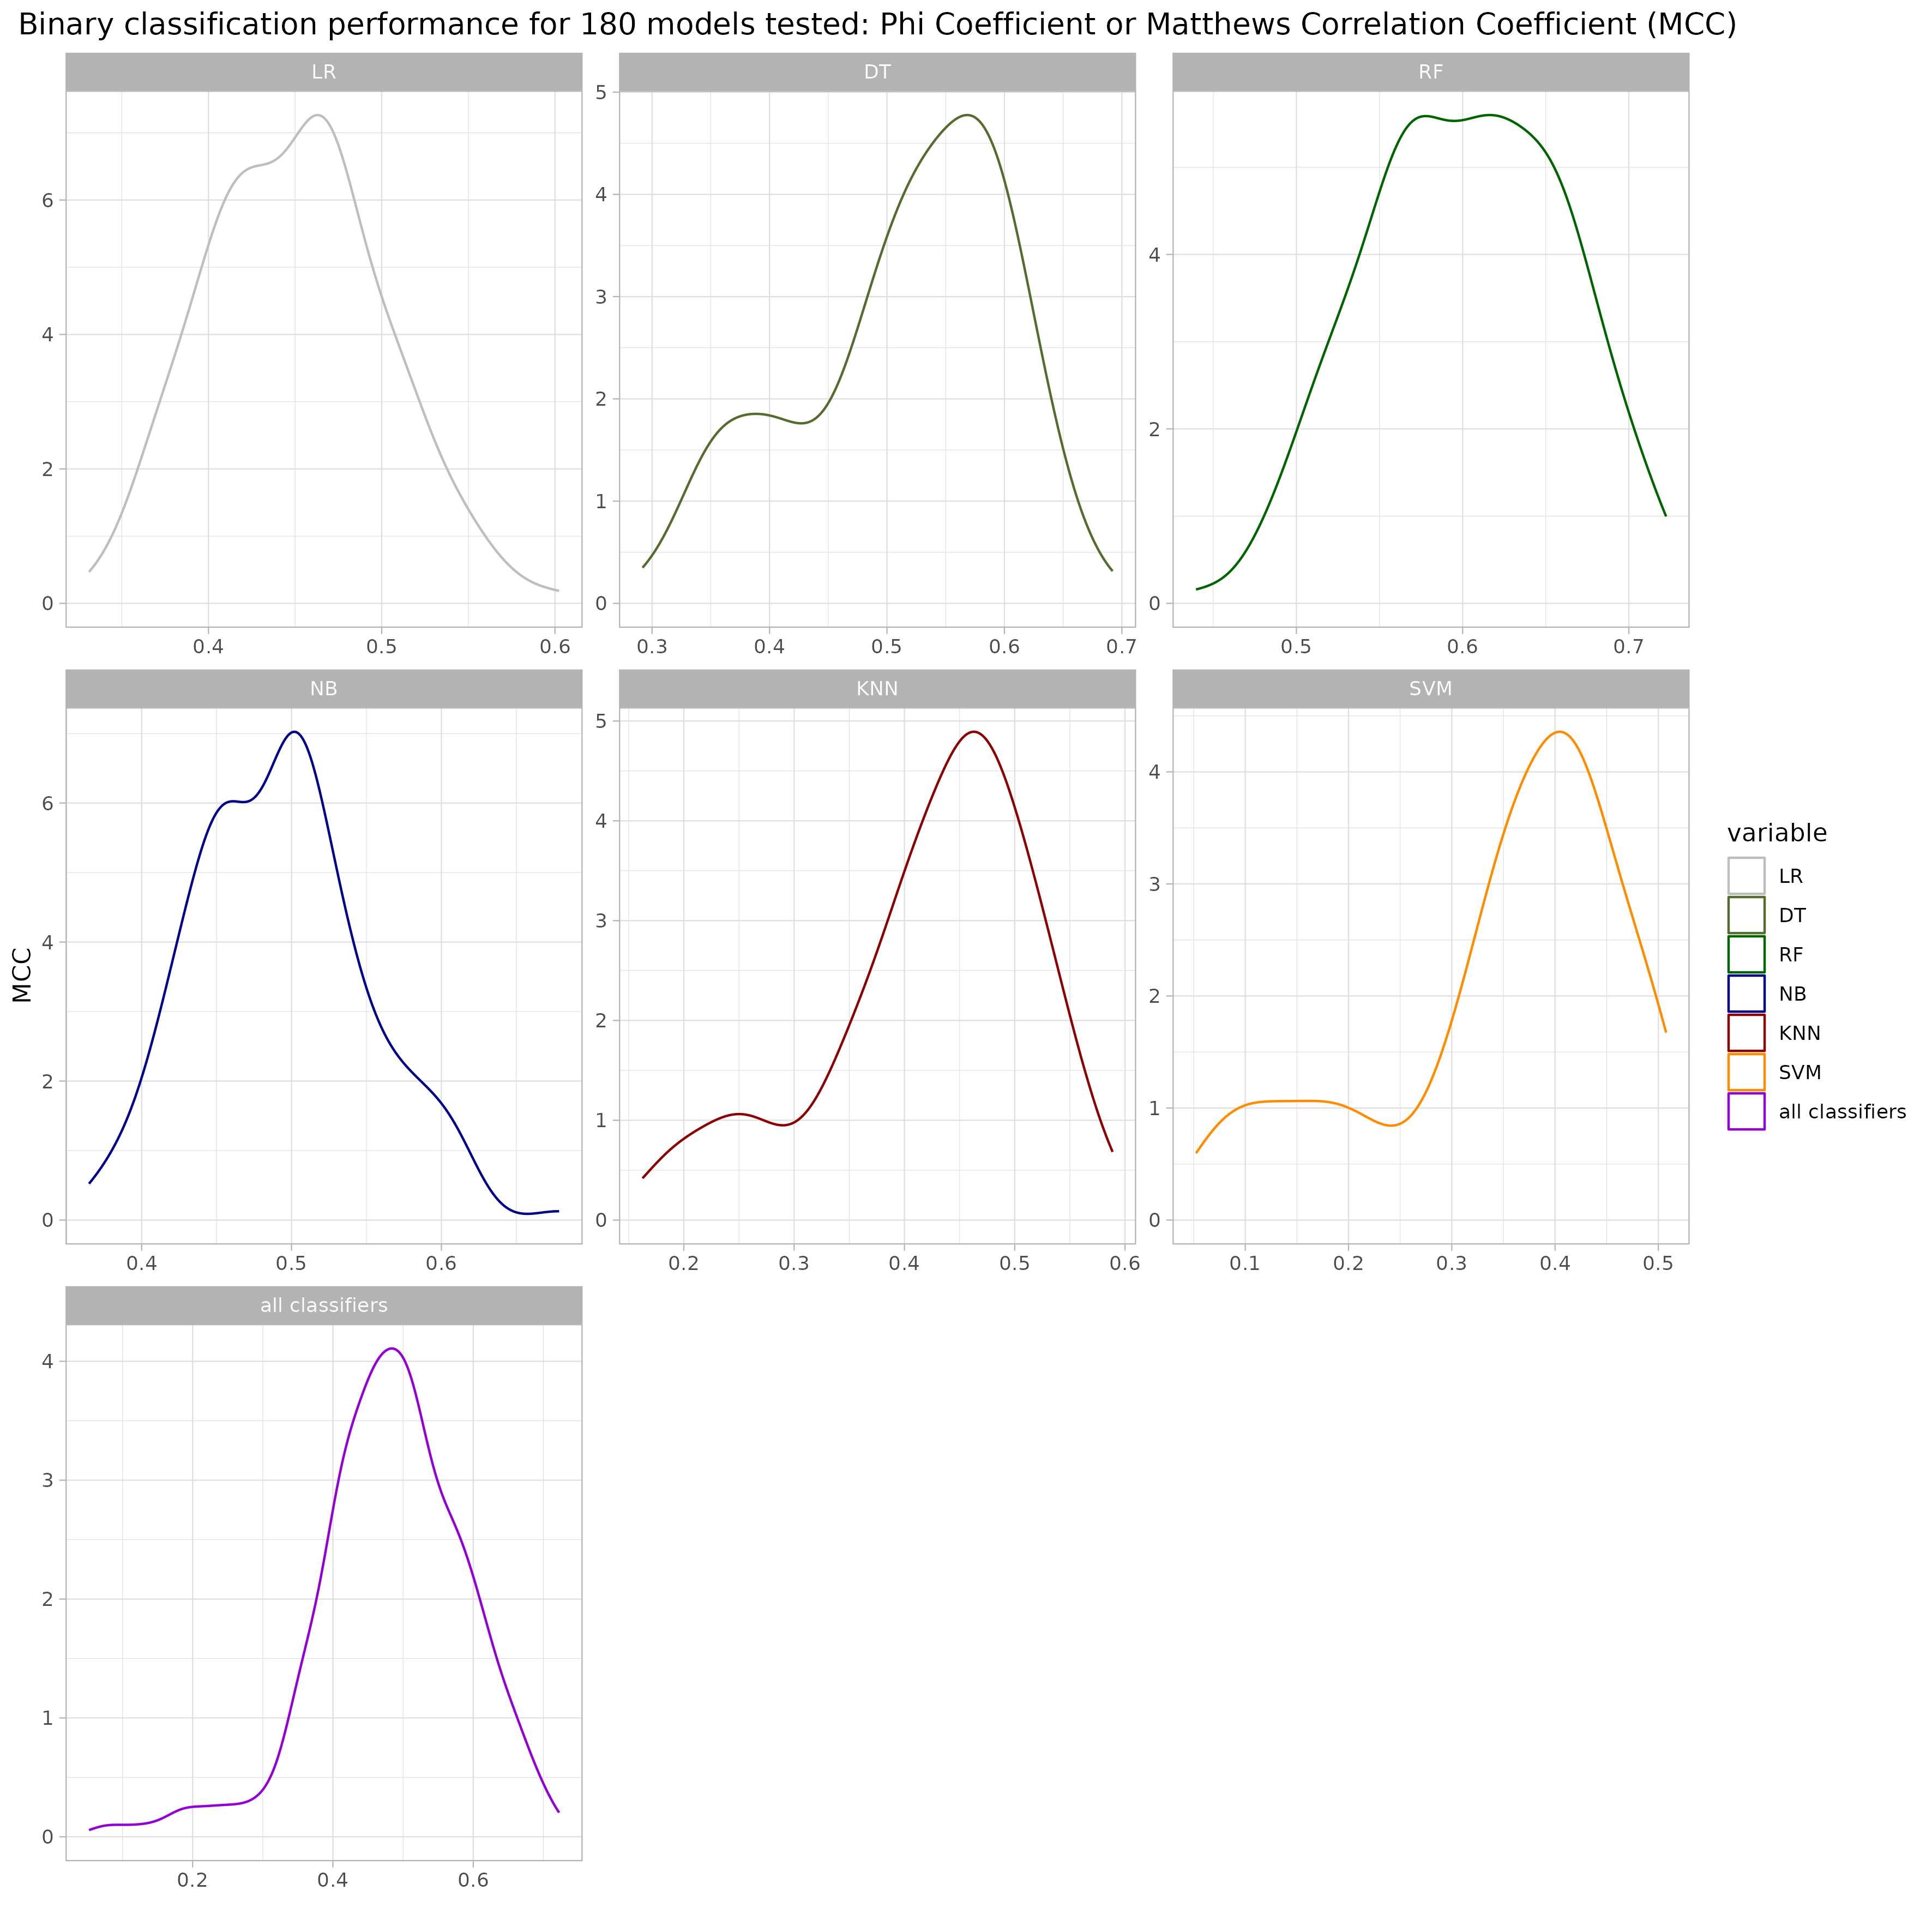 Binary classification performance for 180 models tested: Phi Coefficient or Matthews Correlation Coefficient (MCC)
LR
DT
RF
6
4
2
0
0.4 0.5 0.6
5
4
3
2
1
0
0.3 0.4 0.5 0.6 0.7
4
2
0
0.5 0.6 0.7
NB
KNN
SVM
6
4
2
0
0.4 0.5 0.6
5
4
3
2
1
0
0.2 0.3 0.4 0.5 0.6
4
3
2
1
0
0.1 0.2 0.3 0.4 0.5
MCC
all classifiers
4
3
2
1
0
0.2 0.4 0.6
variable
LR
DT
RF
NB
KNN
SVM
all classifiers